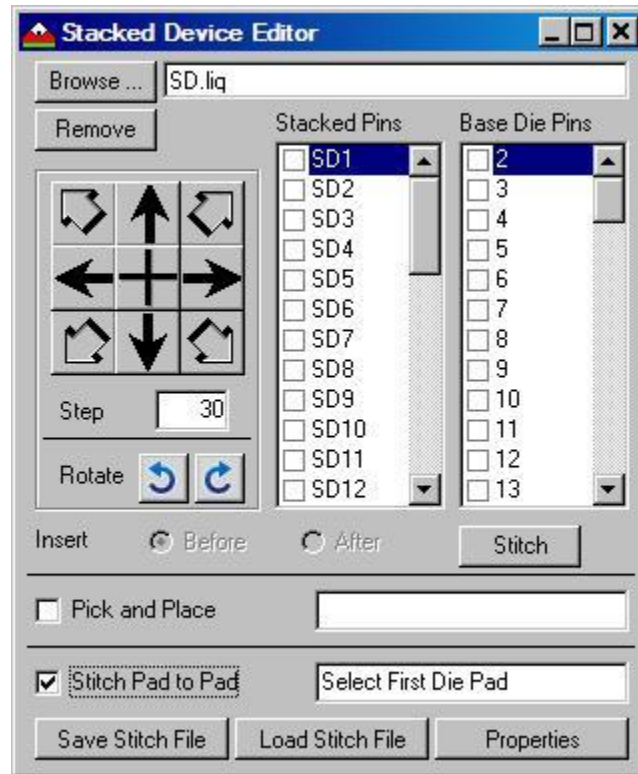 Stacked Device Editor
Browse ... SD.liq
Remove
Stacked Pins Base Die Pins
SD1 2
SD2 3
SD3 4
SD4 5
SD5 6
SD6 7
SD7 8
SD8 9
SD9 10
SD10 11
SD11 12
SD12 13
Step 30
Rotate
Insert Before After Stitch
Pick and Place
Stitch Pad to Pad Select First Die Pad
Save Stitch File Load Stitch File Properties